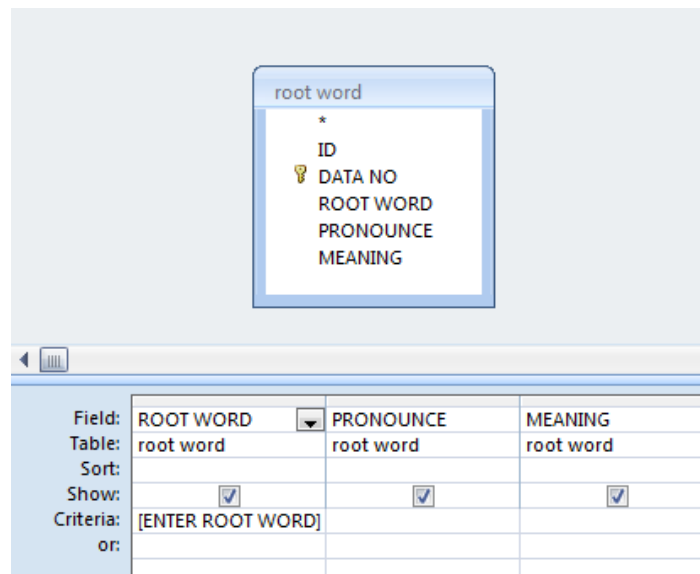 root word
*
ID
DATA NO
ROOT WORD
PRONOUNCE
MEANING
Field: ROOT WORD PRONOUNCE MEANING
Table: root word root word root word
Sort:
Show:
Criteria: [ENTER ROOT WORD]
or: